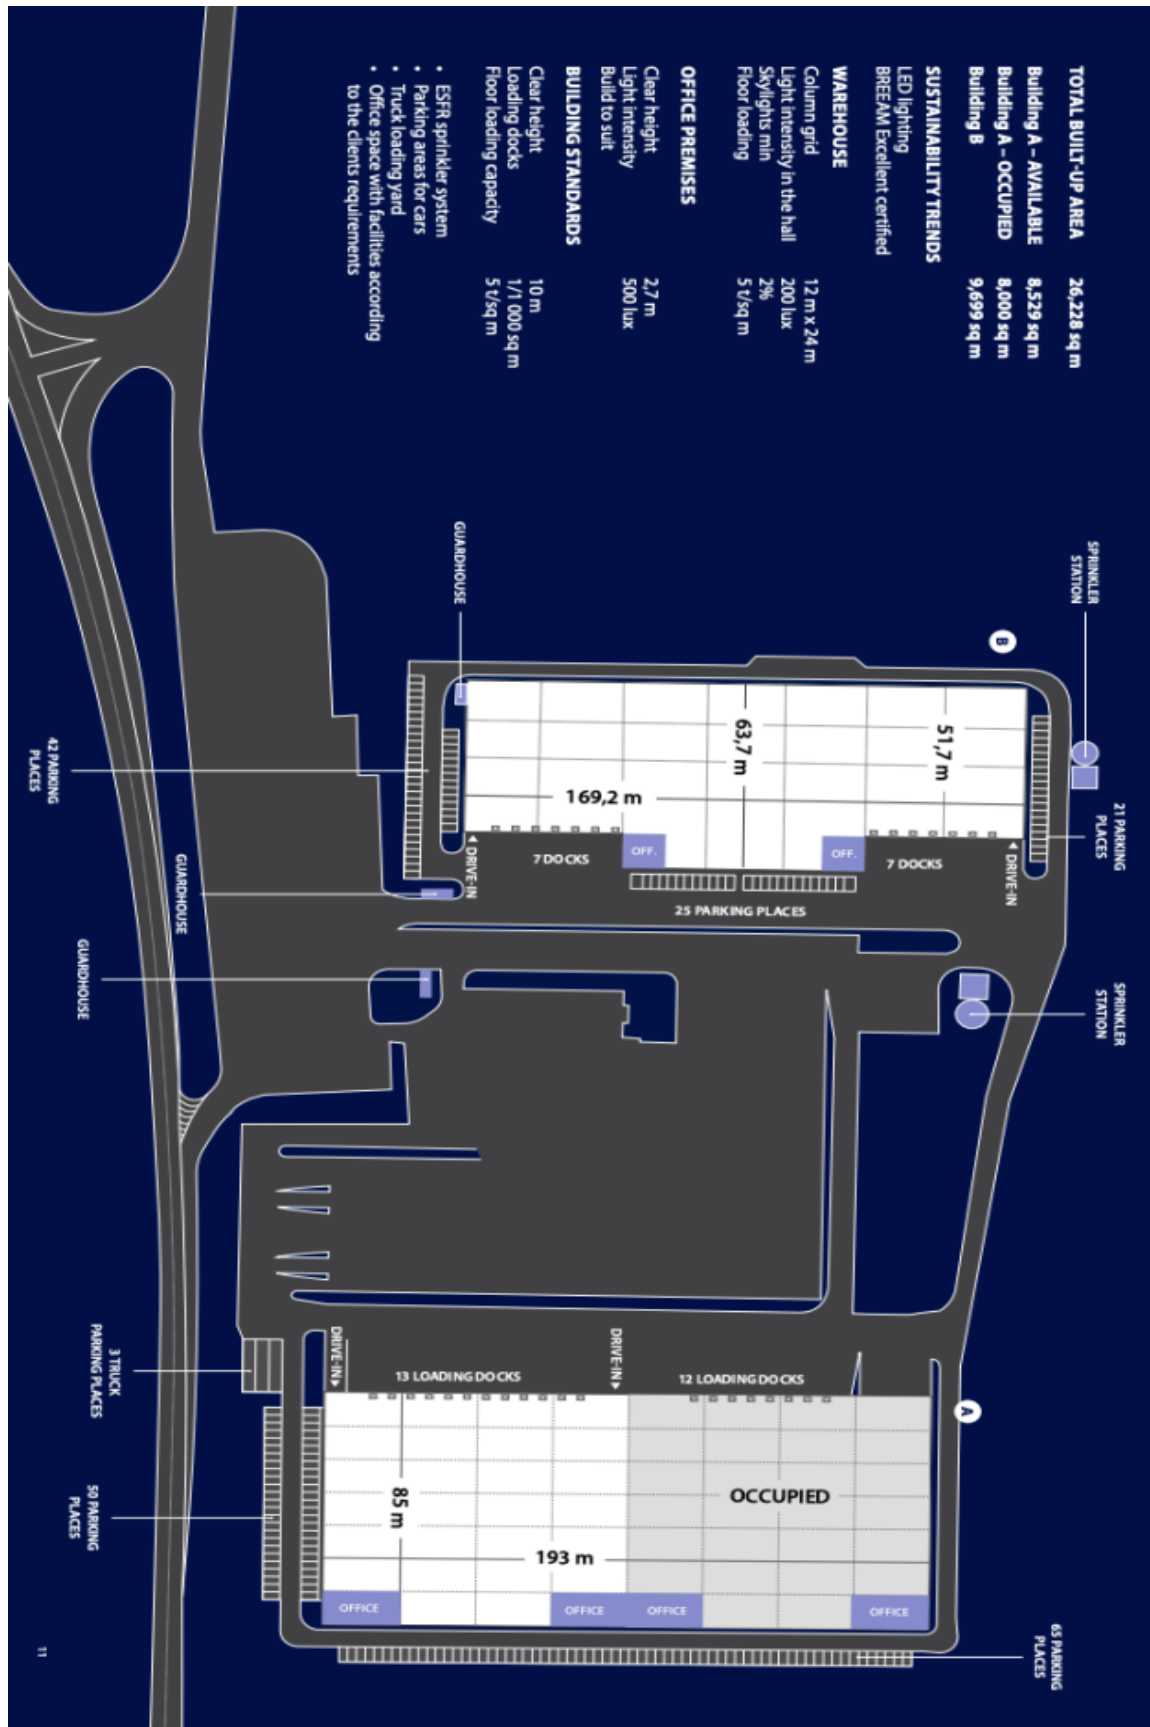 TOTAL BUILT-UP AREA 26,228 sq m
Building A – AVAILABLE 8,529 sq m
Building A – OCCUPIED 8,000 sq m
Building B 9,699 sq m
SUSTAINABILITY TRENDS
LED lighting
BREEAM Excellent certified
WAREHOUSE
Column grid 12 m x 24 m
Light intensity in the hall 200 lux
Skylights min 2%
Floor loading 5 t/sq m
OFFICE PREMISES
Clear height 2,7 m
Light intensity 500 lux
Build to suit
BUILDING STANDARDS
Clear height 10 m
Loading docks 1/1 000 sq m
Floor loading capacity 5 t/sq m
• ESFR sprinkler system
• Parking areas for cars
• Truck loading yard
• Office space with facilities according
to the clients requirements
SPRINKLER
STATION
B
GUARDHOUSE
51,7 m
63,7 m
169,2 m
42 PARKING
PLACES
21 PARKING
PLACES
DRIVE-IN
7 DOCKS
OFF.
OFF.
7 DOCKS
DRIVE-IN
25 PARKING PLACES
GUARDHOUSE
GUARDHOUSE
SPRINKLER
STATION
3 TRUCK
PARKING PLACES
DRIVE-IN
13 LOADING DOCKS
DRIVE-IN
12 LOADING DOCKS
A
85 m
OCCUPIED
193 m
50 PARKING
PLACES
OFFICE
OFFICE
OFFICE
OFFICE
65 PARKING
PLACES
11